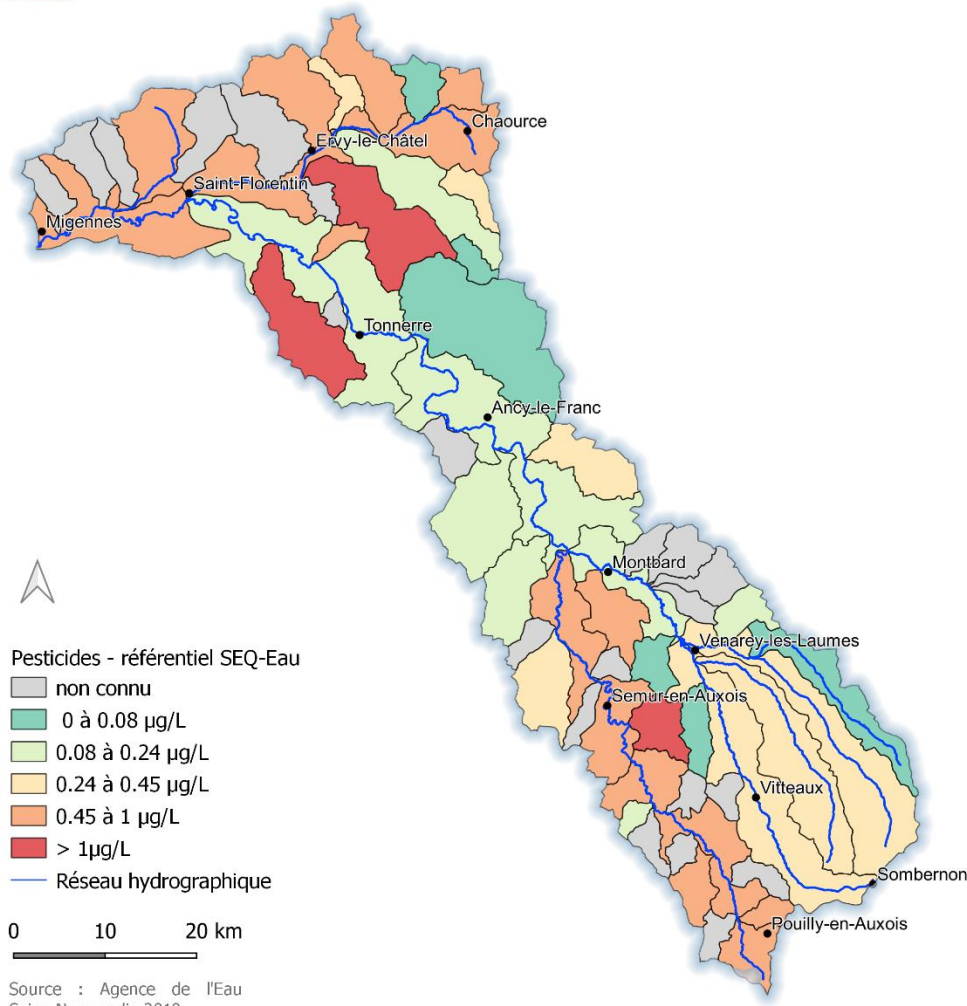 Chaource
Ervy-le-Châtel
Saint-Florentin
Migennes
Tonnerre
Ancy-le-Franc
Montbard
Venarey-les-Laumes
Semur-en-Auxois
Vitteaux
Sombernon
Pouilly-en-Auxois
Pesticides - référentiel SEQ-Eau
non connu
0 à 0.08 µg/L
0.08 à 0.24 µg/L
0.24 à 0.45 µg/L
0.45 à 1 µg/L
> 1µg/L
Réseau hydrographique
0 10 20 km
Source : Agence de l'Eau